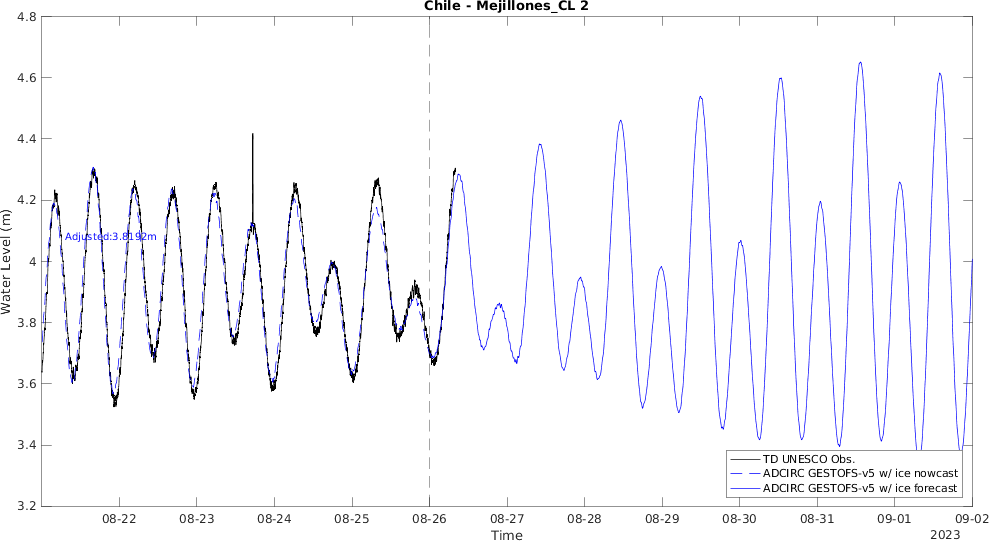 Chile - Mejillones_CL 2
4.8
4.6
4.4
4.2
4
3.8
3.6
3.4
3.2
Water Level (m)
Adjusted:3.8192m
TD UNESCO Obs.
ADCIRC GESTOFS-v5 w/ ice nowcast
ADCIRC GESTOFS-v5 w/ ice forecast
08-22 08-23 08-24 08-25 08-26 08-27 08-28 08-29 08-30 08-31 09-01 09-02
Time
2023